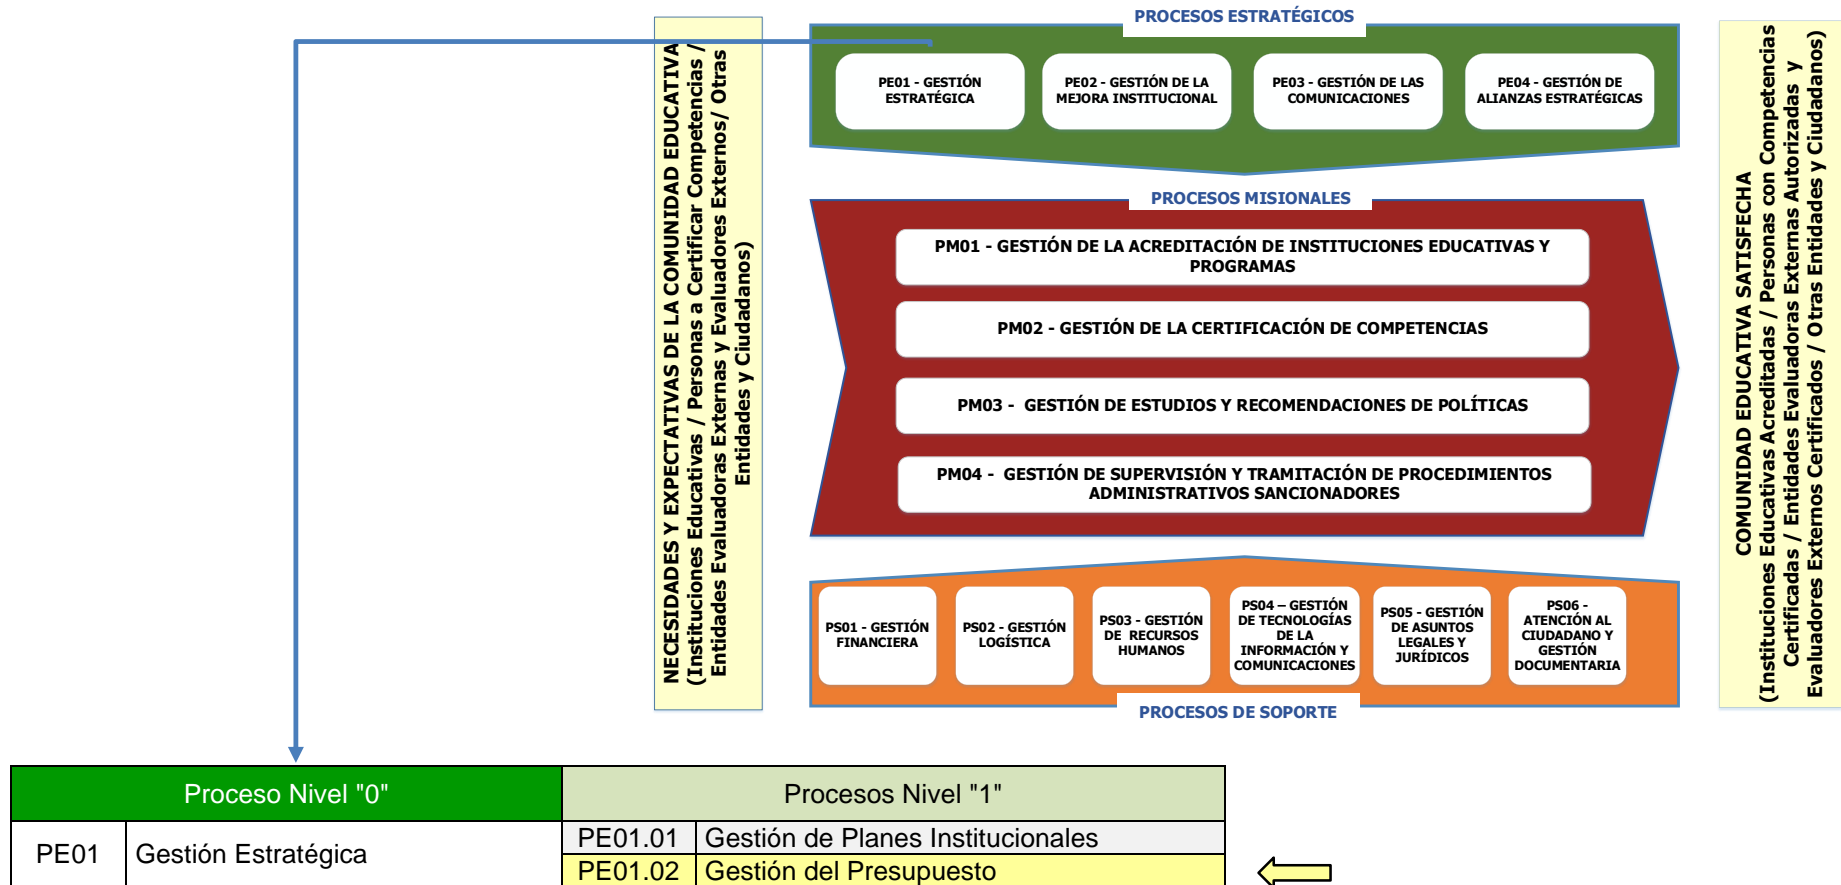 PROCESOS ESTRATÉGICOS
NECESIDADES Y EXPECTATIVAS DE LA COMUNIDAD EDUCATIVA
(Instituciones Educativas / Personas a Certificar Competencias /
Entidades Evaluadoras Externas y Evaluadores Externos/ Otras
Entidades y Ciudadanos)
PE01 - GESTIÓN
ESTRATÉGICA
PE02 - GESTIÓN DE LA
MEJORA INSTITUCIONAL
PE03 - GESTIÓN DE LAS
COMUNICACIONES
PE04 - GESTIÓN DE
ALIANZAS ESTRATÉGICAS
PROCESOS MISIONALES
PM01 - GESTIÓN DE LA ACREDITACIÓN DE INSTITUCIONES EDUCATIVAS Y
PROGRAMAS
PM02 - GESTIÓN DE LA CERTIFICACIÓN DE COMPETENCIAS
PM03 -  GESTIÓN DE ESTUDIOS Y RECOMENDACIONES DE POLÍTICAS
PM04 -  GESTIÓN DE SUPERVISIÓN Y TRAMITACIÓN DE PROCEDIMIENTOS
ADMINISTRATIVOS SANCIONADORES
PS01 - GESTIÓN
FINANCIERA
PS02 - GESTIÓN
LOGÍSTICA
PS03 - GESTIÓN
DE  RECURSOS
HUMANOS
PS04 – GESTIÓN
DE TECNOLOGÍAS
DE LA
INFORMACIÓN Y
COMUNICACIONES
PS05 - GESTIÓN
DE ASUNTOS
LEGALES Y
JURÍDICOS
PS06 -
ATENCIÓN AL
CIUDADANO Y
GESTIÓN
DOCUMENTARIA
PROCESOS DE SOPORTE
COMUNIDAD EDUCATIVA SATISFECHA
(Instituciones Educativas Acreditadas / Personas con Competencias
Certificadas / Entidades Evaluadoras Externas Autorizadas  y
Evaluadores Externos Certificados / Otras Entidades y Ciudadanos)
Proceso Nivel "0"
Procesos Nivel "1"
PE01
Gestión Estratégica
PE01.01 Gestión de Planes Institucionales
PE01.02 Gestión del Presupuesto